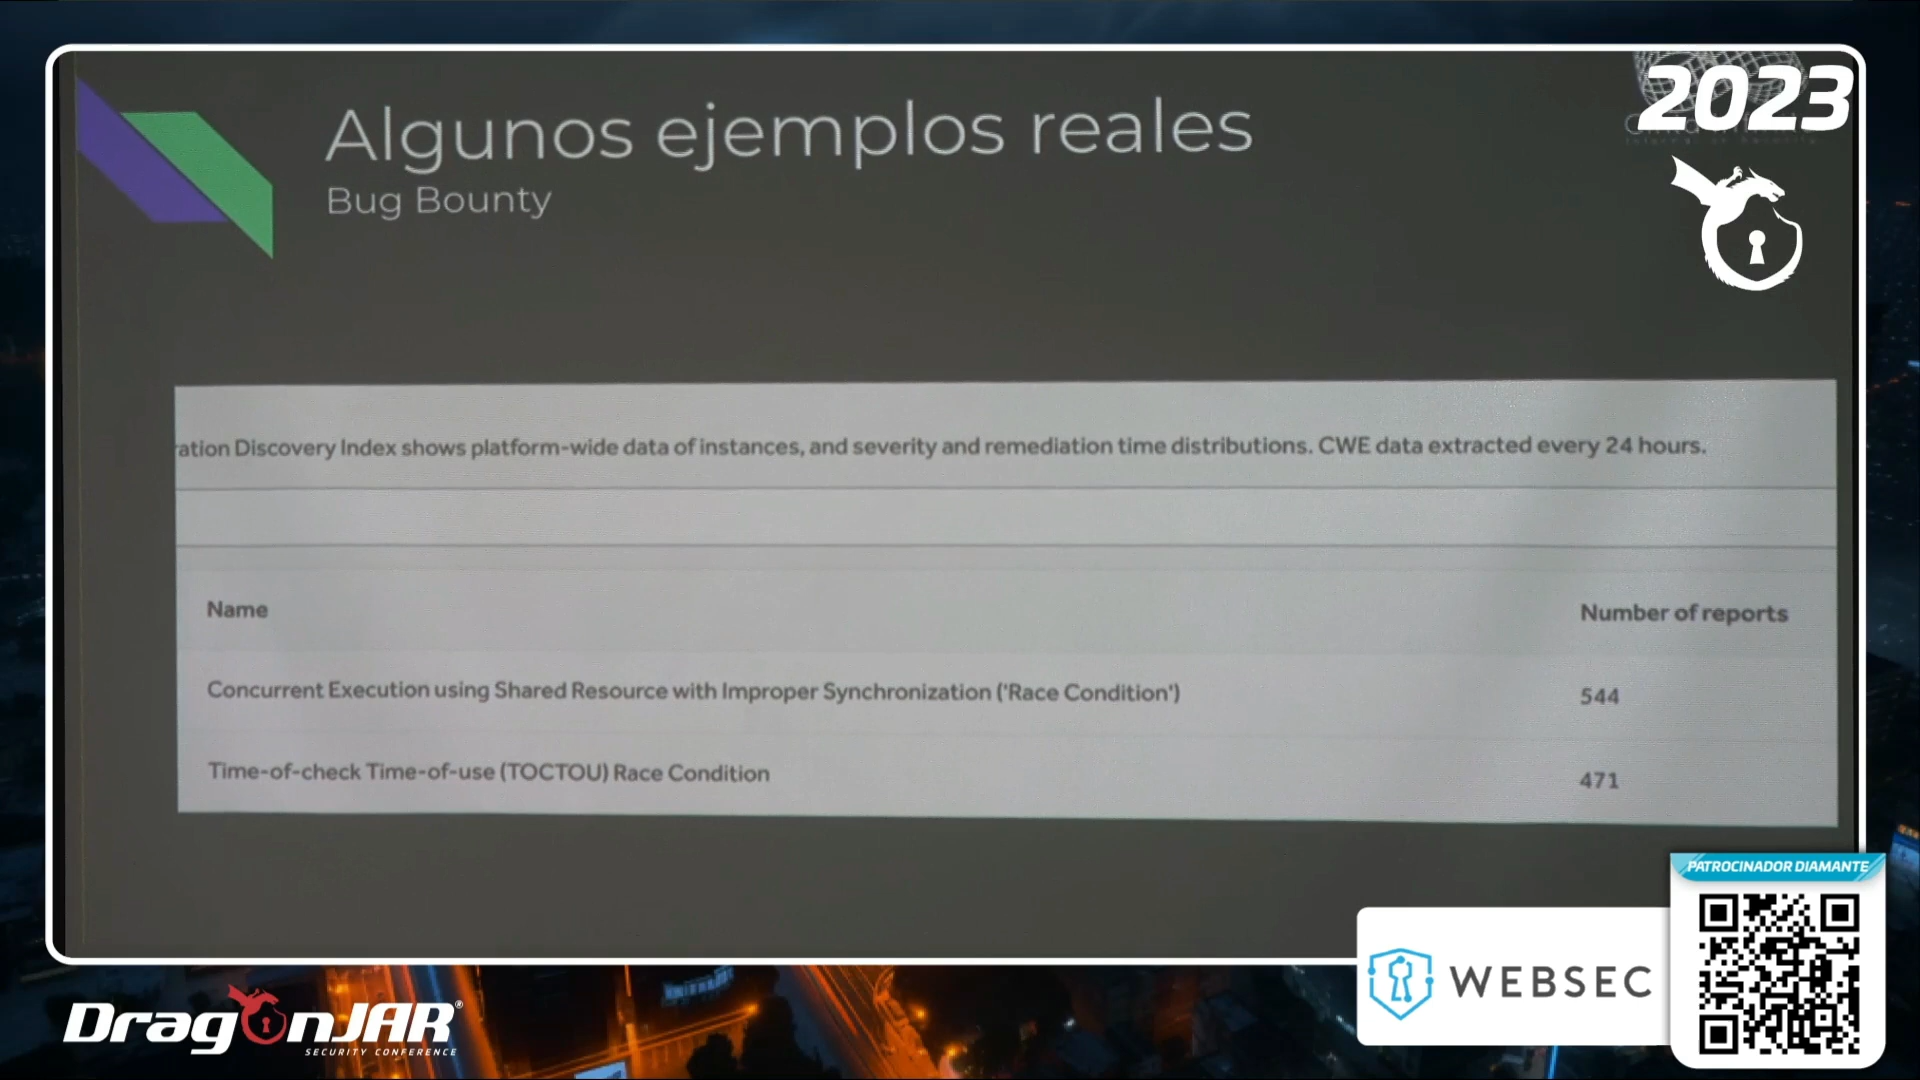 2023
Algunos ejemplos reales
Bug Bounty
ration Discovery Index shows platform-wide data of instances, and severity and remediation time distributions. CWE data extracted every 24 hours.
Name
Number of reports
Concurrent Execution using Shared Resource with Improper Synchronization ('Race Condition')
544
Time-of-check Time-of-use (TOCTOU) Race Condition
471
PATROCINADOR DIAMANTE
WEBSEC
DragonJAR®
SECURITY CONFERENCE